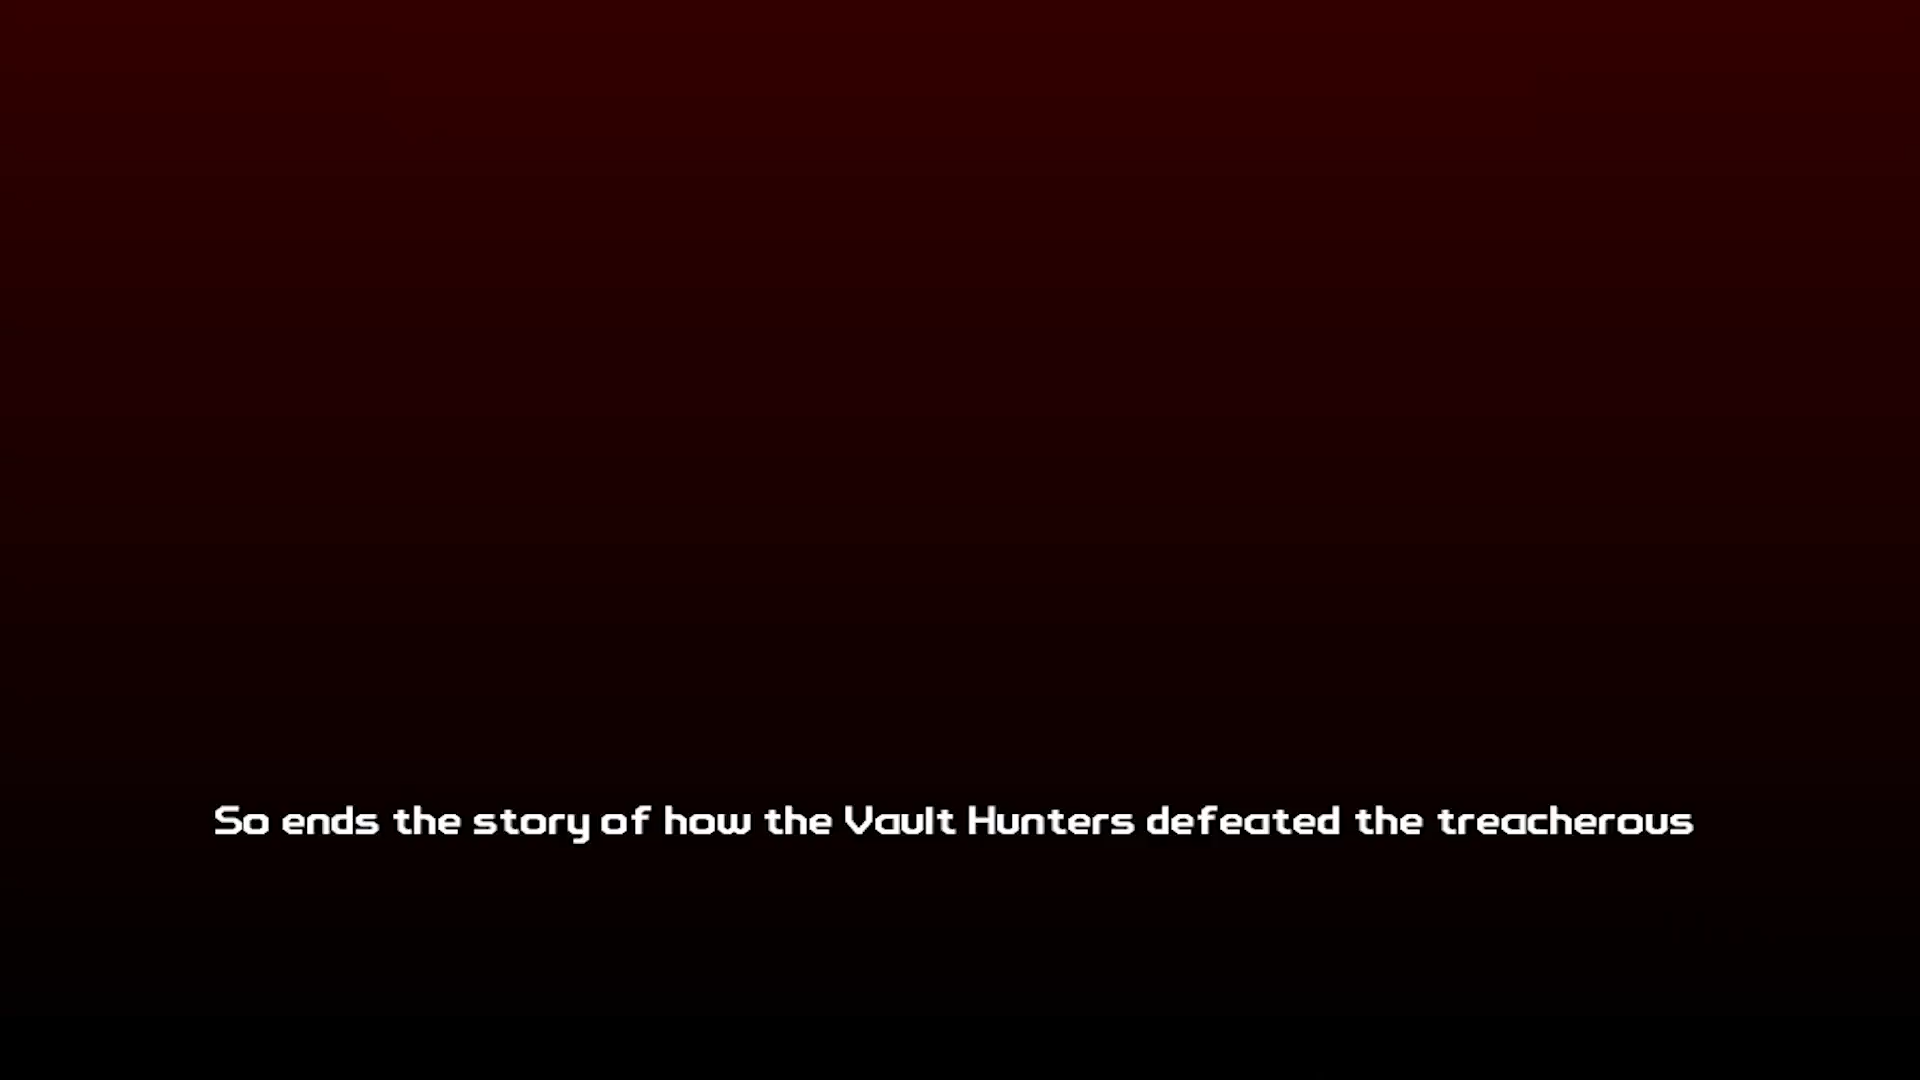 So ends the story of how the Vault Hunters defeated the treacherous